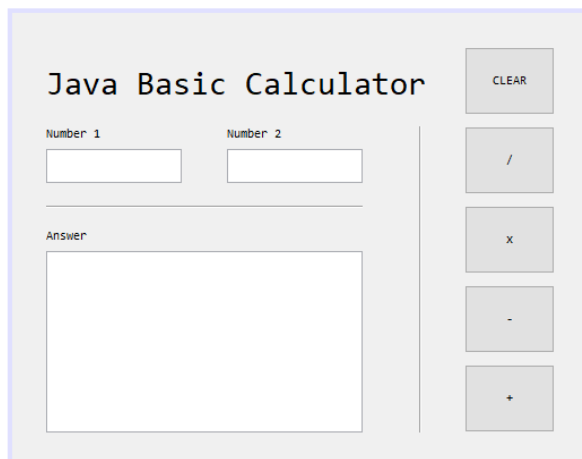 Java Basic Calculator
CLEAR
Number 1
Number 2
/
x
Answer
-
+